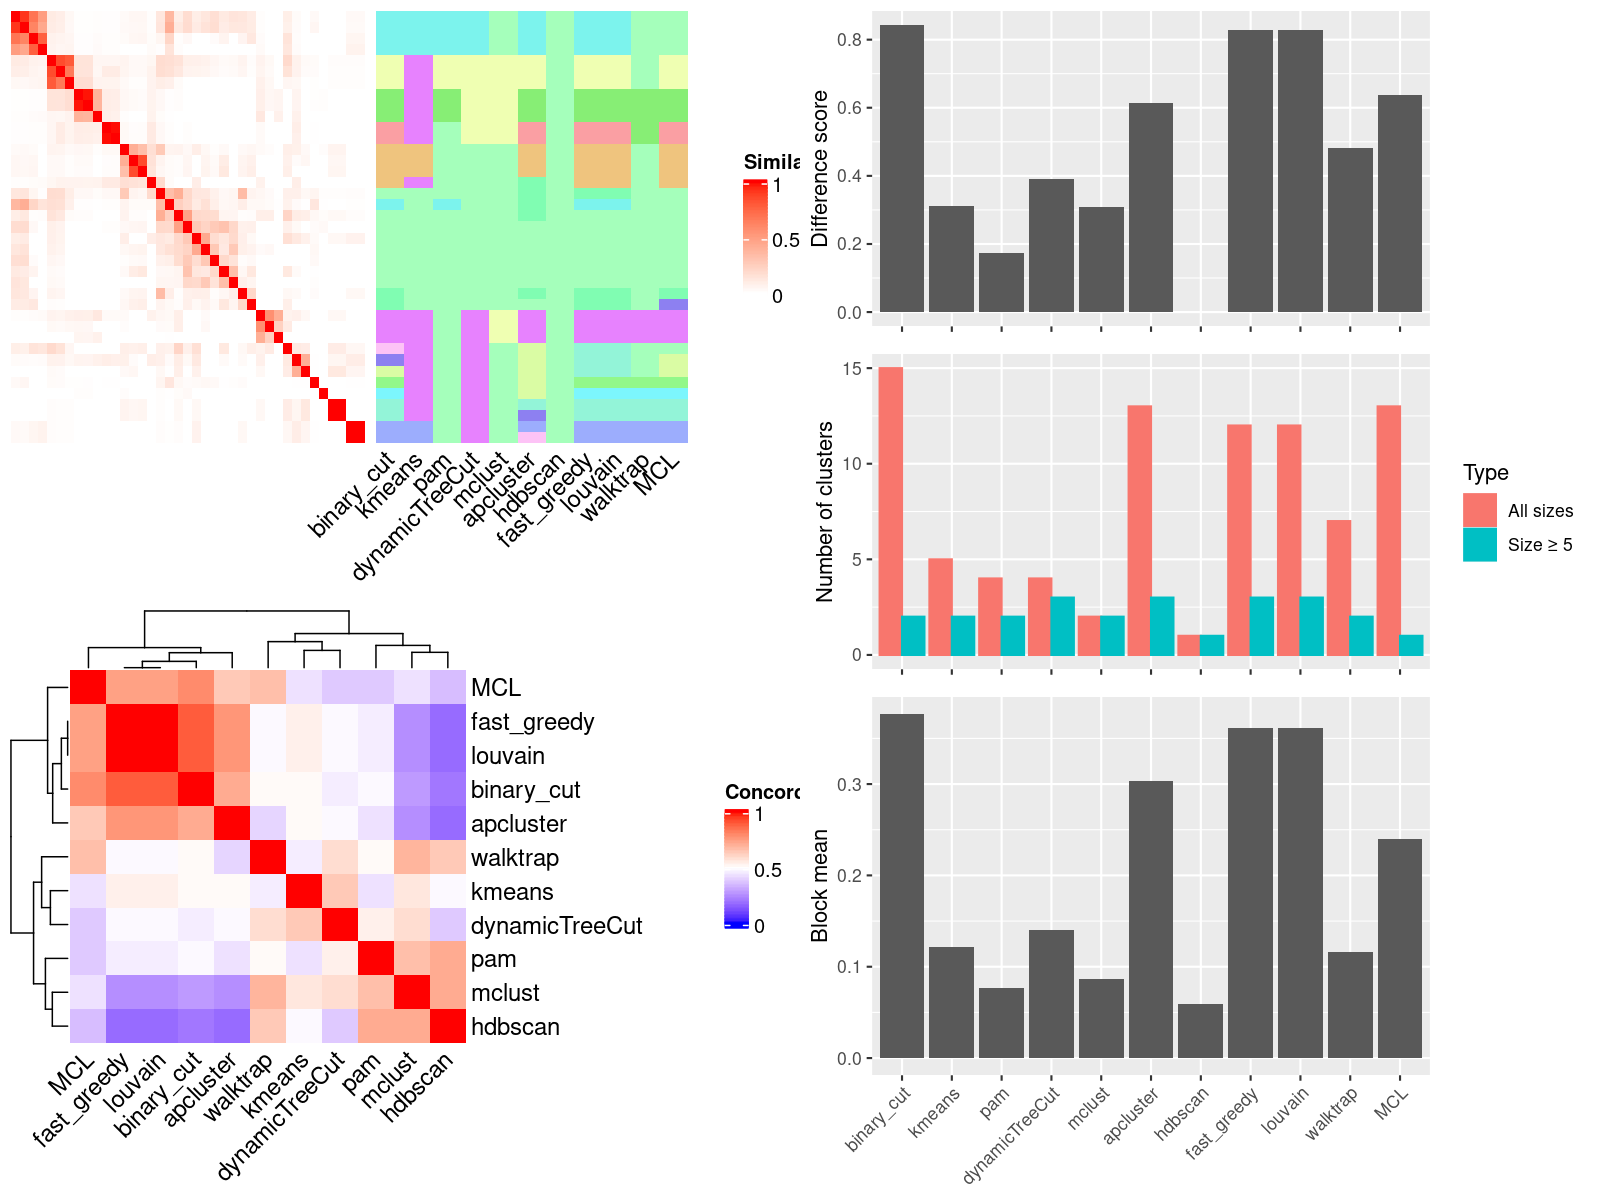 Simila
1
0.5
0
binary_cut
kmeans
pam
dynamicTreeCut
mclust
apcluster
hdbscan
fast_greedy
louvain
walktrap
MCL
MCL
fast_greedy
louvain
binary_cut
apcluster
walktrap
kmeans
dynamicTreeCut
pam
mclust
hdbscan
MCL
fast_greedy
louvain
binary_cut
apcluster
walktrap
kmeans
dynamicTreeCut
pam
mclust
hdbscan
Concord
1
0.5
0
Difference score
0.8
0.6
0.4
0.2
0.0
Number of clusters
15
10
5
0
Type
All sizes
Size ≥ 5
Block mean
0.3
0.2
0.1
0.0
binary_cut
kmeans
pam
dynamicTreeCut
mclust
apcluster
hdbscan
fast_greedy
louvain
walktrap
MCL